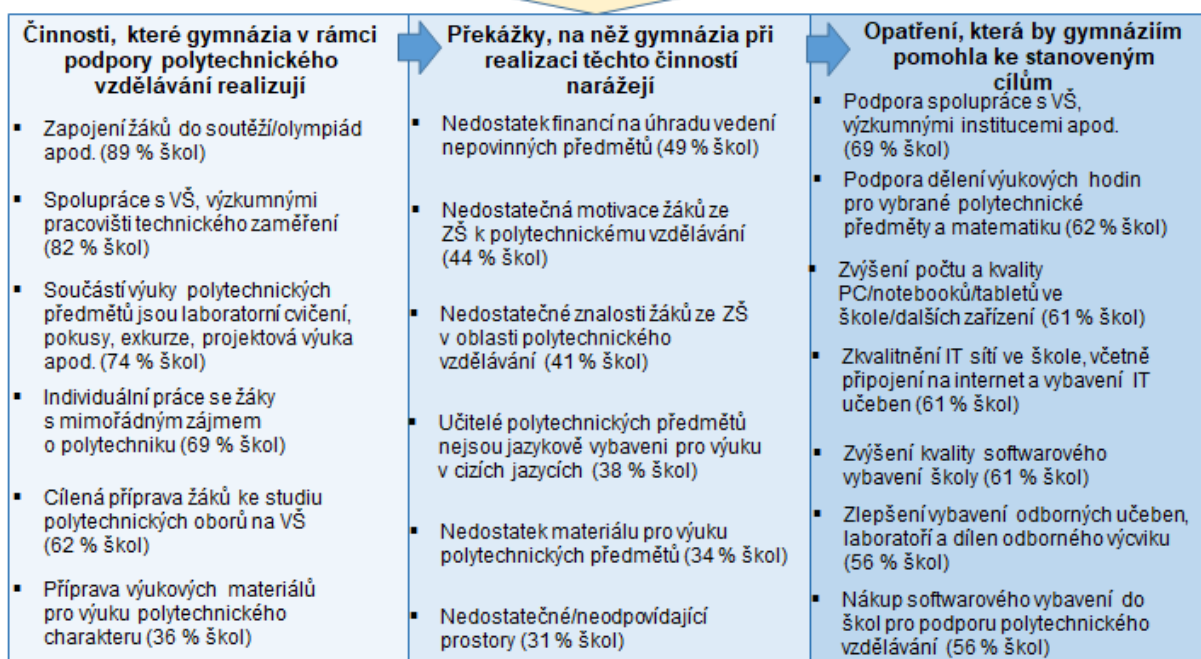 Činnosti, které gymnázia v rámci
podpory polytechnického
vzdělávání realizují
▪ Zapojení žáků do soutěží/olympiád
apod. (89 % škol)
▪ Spolupráce s VŠ, výzkumnými
pracovišti technického zaměření
(82 % škol)
▪ Součástí výuky polytechnických
předmětů jsou laboratorní cvičení,
pokusy, exkurze, projektová výuka
apod. (74 % škol)
▪ Individuální práce se žáky
s mimořádným zájmem
o polytechniku (69 % škol)
▪ Cílená příprava žáků ke studiu
polytechnických oborů na VŠ
(62 % škol)
▪ Příprava výukových materiálů
pro výuku polytechnického
charakteru (36 % škol)
Překážky, na něž gymnázia při
realizaci těchto činností
narážejí
▪ Nedostatek financí na úhradu vedení
nepovinných předmětů (49 % škol)
▪ Nedostatečná motivace žáků ze
ZŠ k polytechnickému vzdělávání
(44 % škol)
▪ Nedostatečné znalosti žáků ze ZŠ
v oblasti polytechnického
vzdělávání (41 % škol)
▪ Učitelé polytechnických předmětů
nejsou jazykově vybaveni pro výuku
v cizích jazycích (38 % škol)
▪ Nedostatek materiálu pro výuku
polytechnických předmětů (34 % škol)
▪ Nedostatečné/neodpovídající
prostory (31 % škol)
Opatření, která by gymnáziím
pomohla ke stanoveným
cílům
▪ Podpora spolupráce s VŠ,
výzkumnými institucemi apod.
(69 % škol)
▪ Podpora dělení výukových hodin
pro vybrané polytechnické
předměty a matematiku (62 % škol)
▪ Zvýšení počtu a kvality
PC/notebooků/tabletů ve
škole/dalších zařízení (61 % škol)
▪ Zkvalitnění IT sítí ve škole, včetně
připojení na internet a vybavení IT
učeben (61 % škol)
▪ Zvýšení kvality softwarového
vybavení školy (61 % škol)
▪ Zlepšení vybavení odborných učeben,
laboratoří a dílen odborného výcviku
(56 % škol)
▪ Nákup softwarového vybavení do
škol pro podporu polytechnického
vzdělávání (56 % škol)